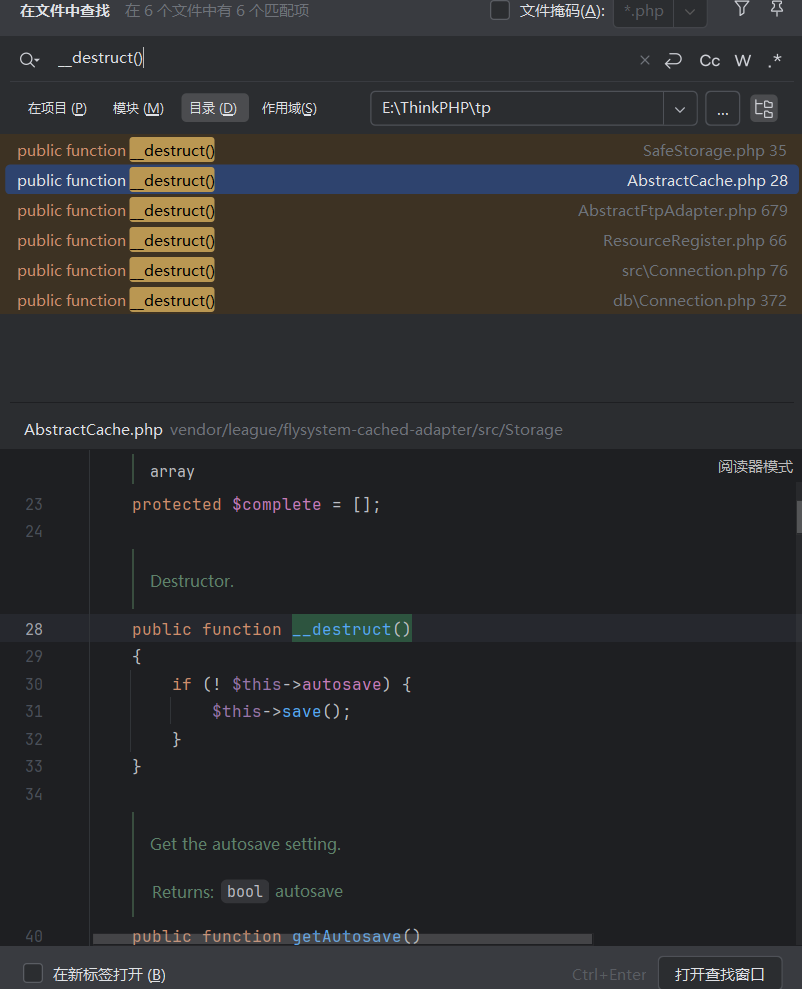 在文件中查找 在 6 个文件中有 6 个匹配项 文件掩码(A): *.php
__destruct() Cc W .*
在项目 (P) 模块 (M) 目录 (D) 作用域(S) E:\ThinkPHP\tp ...
public function __destruct() SafeStorage.php 35
public function __destruct() AbstractCache.php 28
public function __destruct() AbstractFtpAdapter.php 679
public function __destruct() ResourceRegister.php 66
public function __destruct() src\Connection.php 76
public function __destruct() db\Connection.php 372
AbstractCache.php vendor/league/flysystem-cached-adapter/src/Storage
阅读器模式
array
23 protected $complete = [];
24
Destructor.
28 public function __destruct()
29 {
30 if (! $this->autosave) {
31 $this->save();
32 }
33 }
34
Get the autosave setting.
Returns: bool autosave
40 public function getAutosave()
在新标签打开 (B) Ctrl+Enter 打开查找窗口